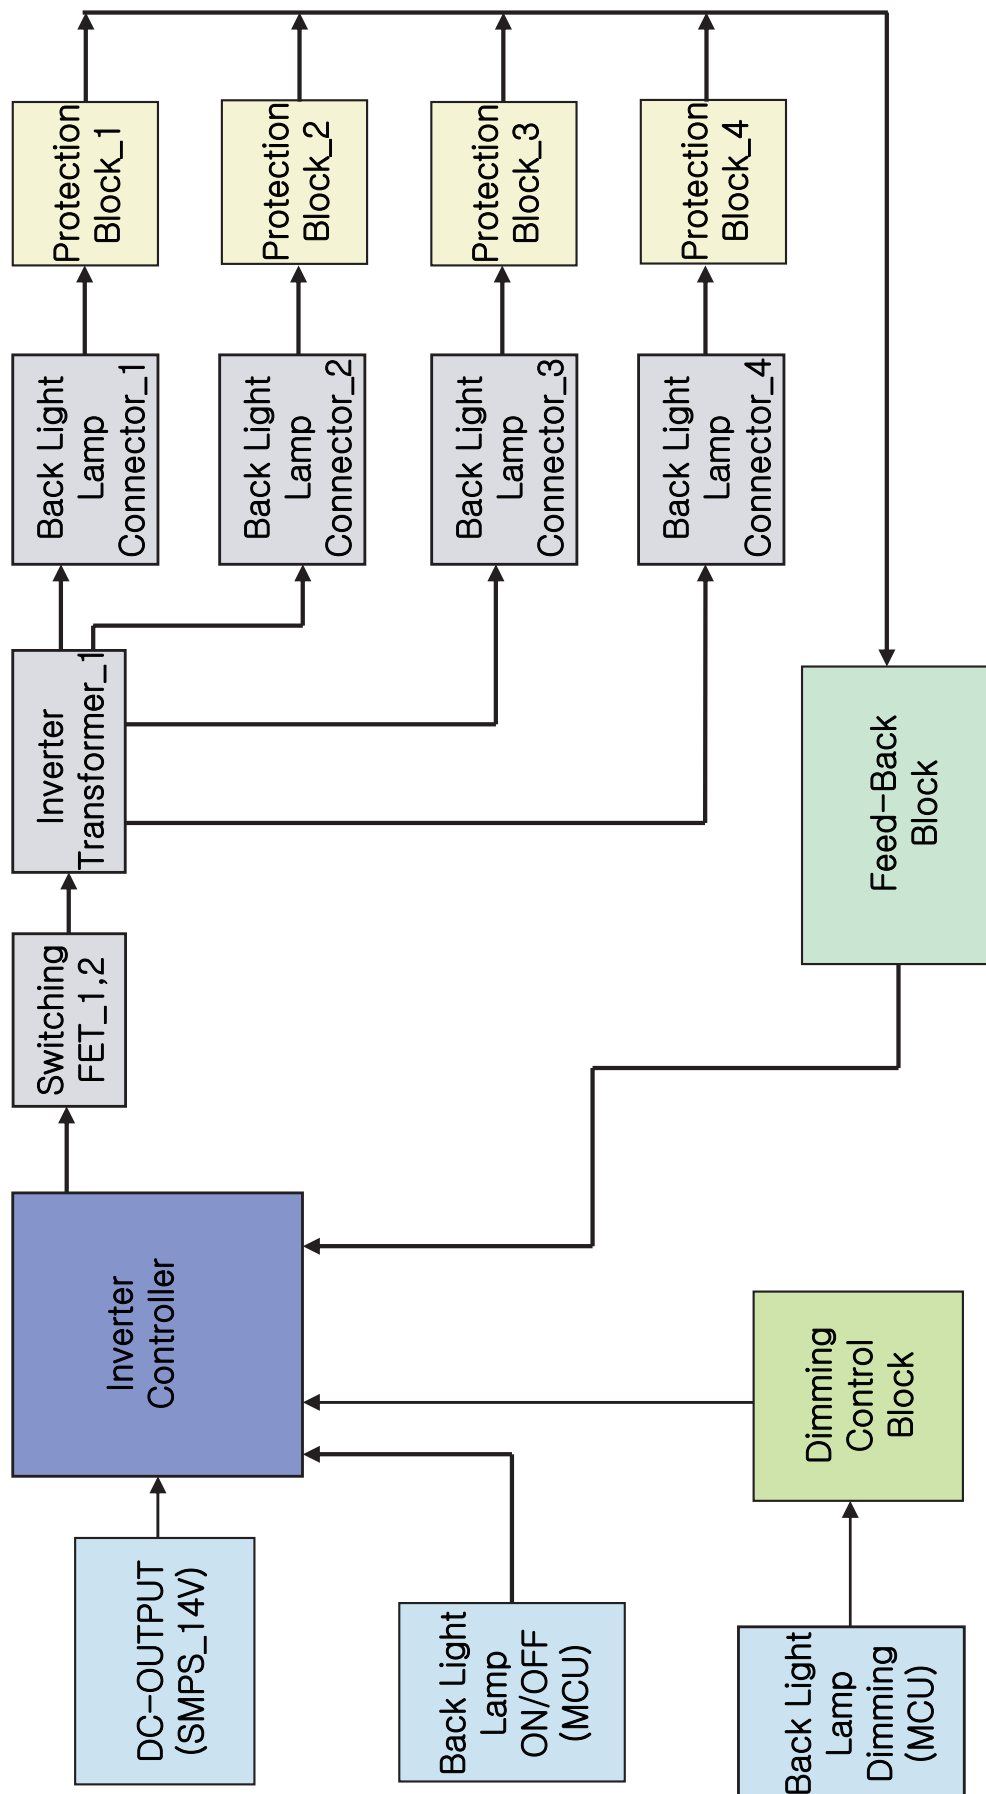 DC-OUTPUT
(SMPS_14V)
Back Light
Lamp
ON/OFF
(MCU)
Back Light
Lamp
Dimming
(MCU)
Inverter
Controller
Dimming
Control
Block
Switching
FET_1,2
Inverter
Transformer_1
Feed-Back
Block
Back Light
Lamp
Connector_1
Back Light
Lamp
Connector_2
Back Light
Lamp
Connector_3
Back Light
Lamp
Connector_4
Protection
Block_1
Protection
Block_2
Protection
Block_3
Protection
Block_4